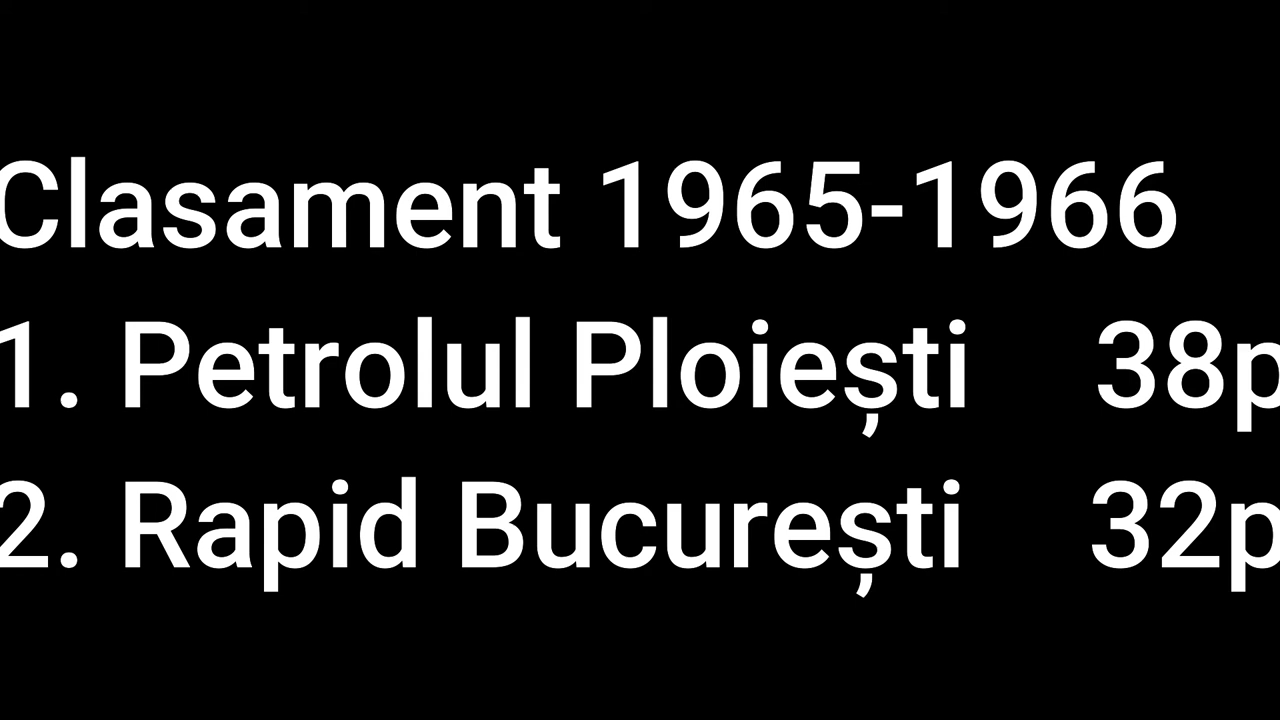 Clasament 1965-1966
1. Petrolul Ploiești 38p
2. Rapid București 32p